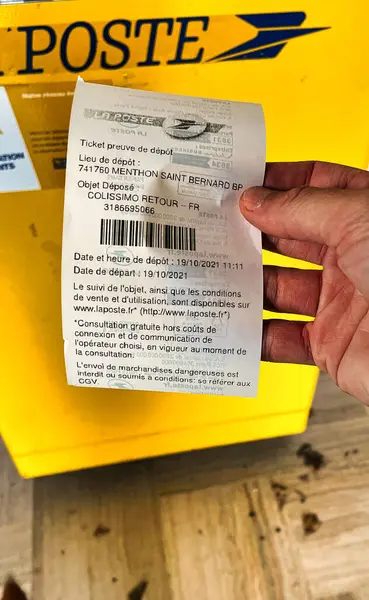 LA POSTE
LA POSTE
Ticket preuve de dépôt
Lieu de dépôt :
741760 MENTHON SAINT BERNARD BP
Objet Déposé
COLISSIMO RETOUR – FR
3186695066
Date et heure de dépôt : 19/10/2021 11:11
Date de départ : 19/10/2021
Le suivi de l'objet, ainsi que les conditions
de vente et d'utilisation, sont disponibles sur
www.laposte.fr* (http://www.laposte.fr*)
*Consultation gratuite hors coûts de
connexion et de communication de
l'opérateur choisi, en vigueur au moment de
la consultation.
L'envoi de marchandises dangereuses est
interdit ou soumis à conditions: se référer aux
CGV.